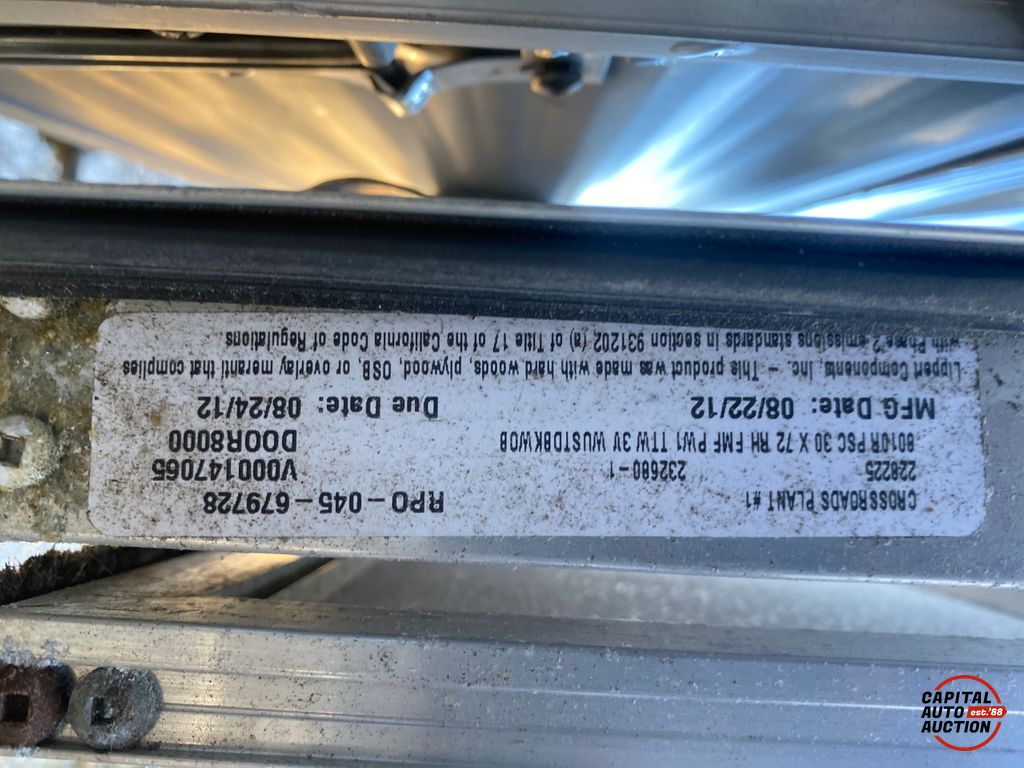 CROSSROADS PLANT #1 RPO-045-679728
228225 232680-1 V000147065
8010R PSC 30 X 72 RH FMF PW1 TTW 3V WUSTDBKWOB DOOR8000
MFG Date: 08/22/12 Due Date: 08/24/12
Lippert Components, Inc. - This product was made with hard woods, plywood, OSB, or overlay meranti that complies
with Phase 2 emissions standards in section 931202 (a) of Title 17 of the California Code of Regulations
CAPITAL
AUTO est.'88
AUCTION